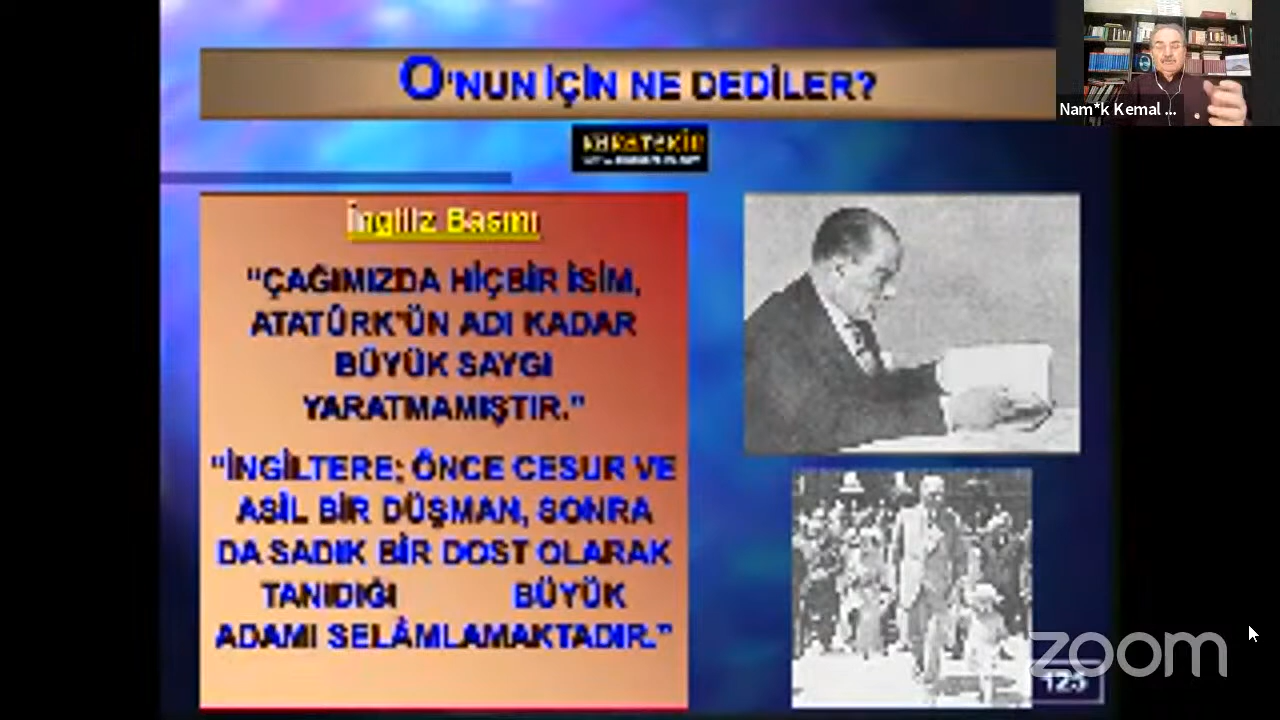 O'NUN İÇİN NE DEDİLER?
Nam*k Kemal ...
KARATEKİN
İngiliz Basını
"ÇAĞIMIZDA HİÇBİR İSİM,
ATATÜRK'ÜN ADI KADAR
BÜYÜK SAYGI
YARATMAMIŞTIR."
"İNGİLTERE; ÖNCE CESUR VE
ASİL BİR DÜŞMAN, SONRA
DA SADIK BİR DOST OLARAK
TANIDIĞI BÜYÜK
ADAMI SELÂMLAMAKTADIR."
zoom
125